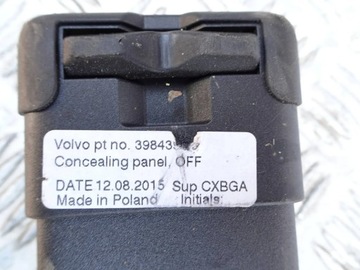 Volvo pt no.
Concealing panel, OFF
DATE 12.08.2015 Sup CXBGA
Made in Poland Initials: